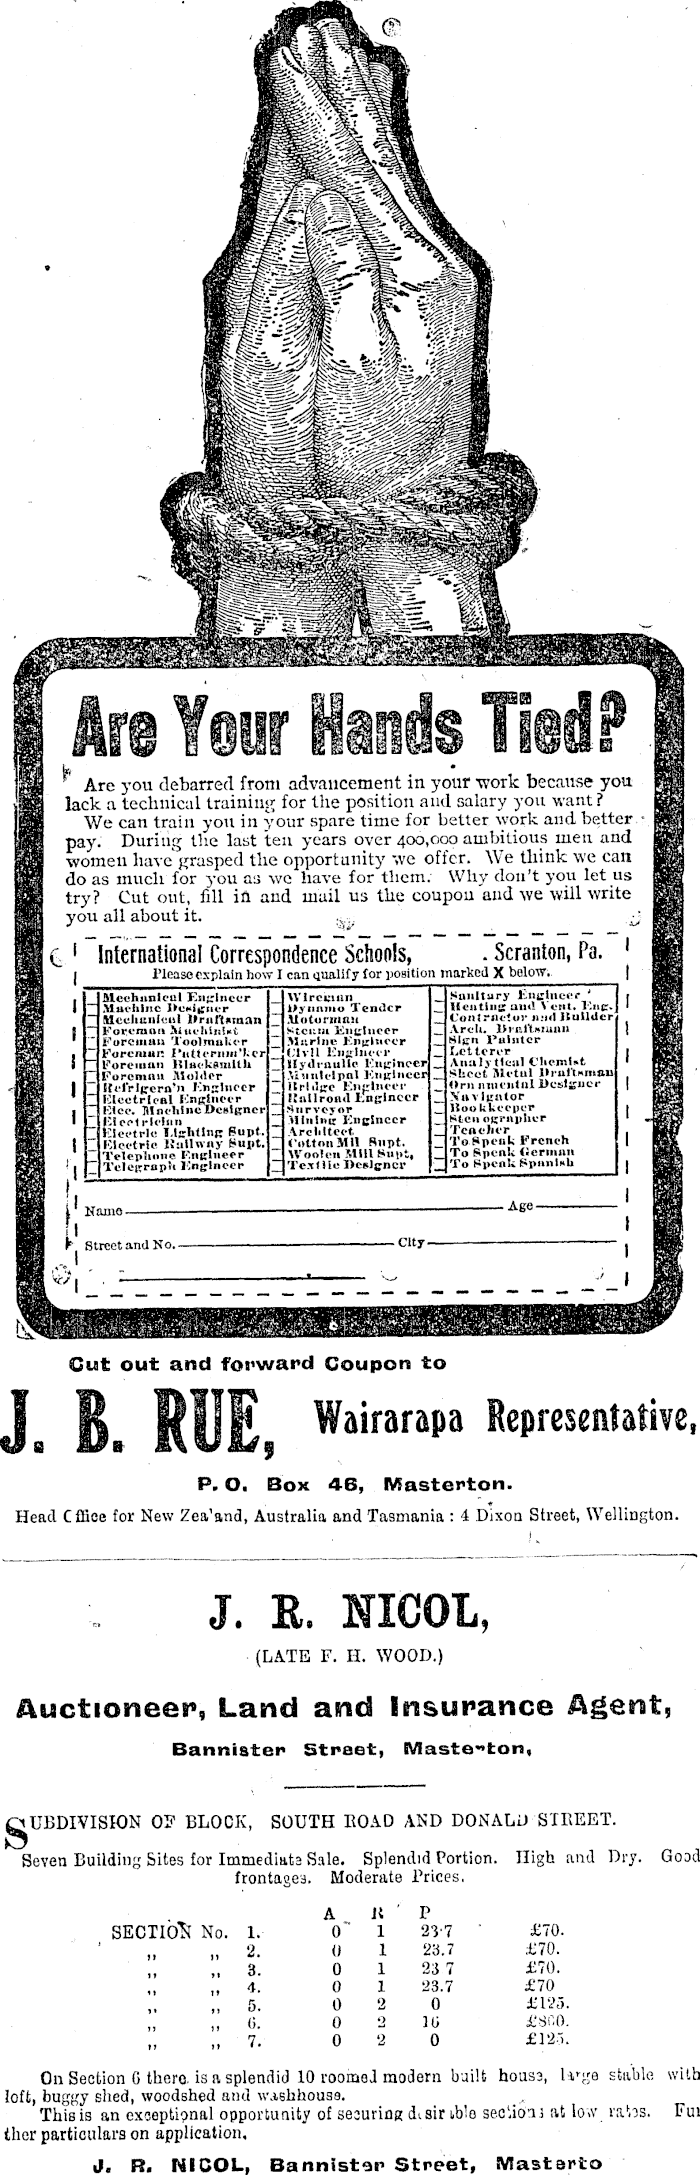 Are Your Hands Tied?
Are you debarred from advancement in your work because you
lack a technical training for the position and salary you want?
We can train you in your spare time for better work and better
pay. During the last ten years over 400,000 ambitious men and
women have grasped the opportunity we offer. We think we can
do as much for you as we have for them. Why don't you let us
try? Cut out, fill in and mail us the coupon and we will write
you all about it.
International Correspondence Schools, Scranton, Pa.
Please explain how I can qualify for position marked X below.
Mechanical Engineer
Machine Designer
Mechanical Draftsman
Foreman Machinist
Foreman Toolmaker
Foreman Patternm'ker
Foreman Blacksmith
Foreman Molder
Refrigera'n Engineer
Electrical Engineer
Elec. Machine Designer
Electrician
Electric Lighting Supt.
Electric Railway Supt.
Telephone Engineer
Telegraph Engineer
Wireman
Dynamo Tender
Motorman
Steam Engineer
Marine Engineer
Civil Engineer
Hydraulic Engineer
Municipal Engineer
Bridge Engineer
Railroad Engineer
Surveyor
Mining Engineer
Architect
Cotton Mill Supt.
Woolen Mill Supt,
Textile Designer
Sanitary Engineer
Heating and Vent. Eng.
Contractor and Builder
Arch. Draftsman
Sign Painter
Letterer
Analytical Chemist
Sheet Metal Draftsman
Ornamental Designer
Navigator
Bookkeeper
Stenographer
Teacher
To Speak French
To Speak German
To Speak Spanish
Name Age
Street and No. City
Cut out and forward Coupon to
J. B. RUE, Wairarapa Representative,
P.O. Box 46, Masterton.
Head Office for New Zea'and, Australia and Tasmania : 4 Dixon Street, Wellington.
J. R. NICOL,
(LATE F. H. WOOD.)
Auctioneer, Land and Insurance Agent,
Bannister Street, Masterton,
SUBDIVISION OF BLOCK, SOUTH ROAD AND DONALD STREET.
Seven Building Sites for Immediate Sale. Splendid Portion. High and Dry. Good
frontages. Moderate Prices.
A R P
SECTION No. 1. 0 1 23·7 £70.
,, ,, 2. 0 1 23.7 £70.
,, ,, 3. 0 1 23 7 £70.
,, ,, 4. 0 1 23.7 £70
,, ,, 5. 0 2 0 £125.
,, ,, 6. 0 2 16
,, ,, 7. 0 2 0 £125.
On Section 6 there is a splendid 10 roomed modern built house, large stable with
loft, buggy shed, woodshed and washhouse.
This is an exceptional opportunity of securing desirable sections at low rates. Fur
ther particulars on application.
J. R. NICOL, Bannister Street, Masterto